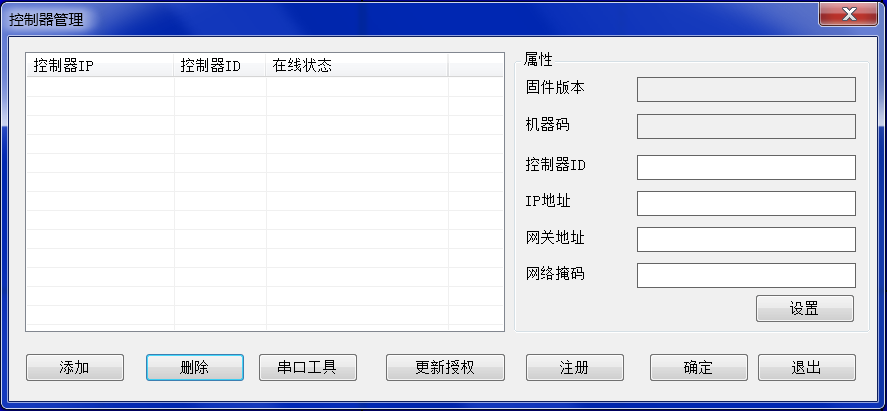 控制器管理
控制器IP 控制器ID 在线状态
属性
固件版本
机器码
控制器ID
IP地址
网关地址
网络掩码
设置
添加 删除 串口工具 更新授权 注册 确定 退出